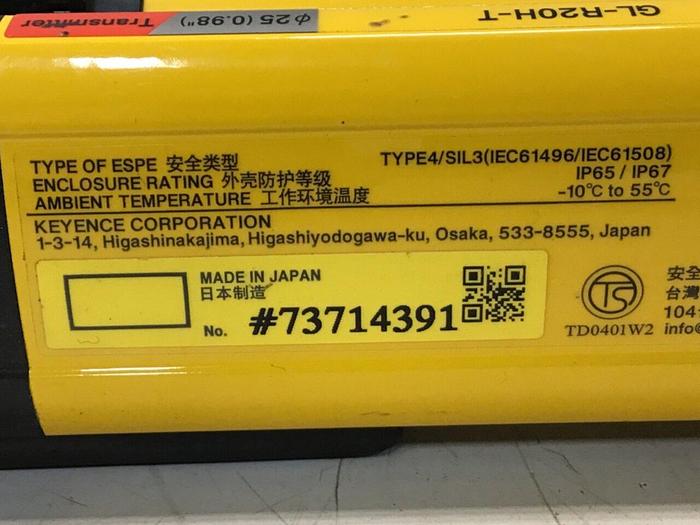 Transmitter
ϕ25 (0.98")
GL-R20H-T
TYPE OF ESPE 安全类型 TYPE4/SIL3(IEC61496/IEC61508)
ENCLOSURE RATING 外壳防护等级 IP65 / IP67
AMBIENT TEMPERATURE 工作环境温度 -10℃ to 55℃
KEYENCE CORPORATION
1-3-14, Higashinakajima, Higashiyodogawa-ku, Osaka, 533-8555, Japan
MADE IN JAPAN
日本制造
No. #73714391
TS
TD0401W2
安全
台灣
104
info@